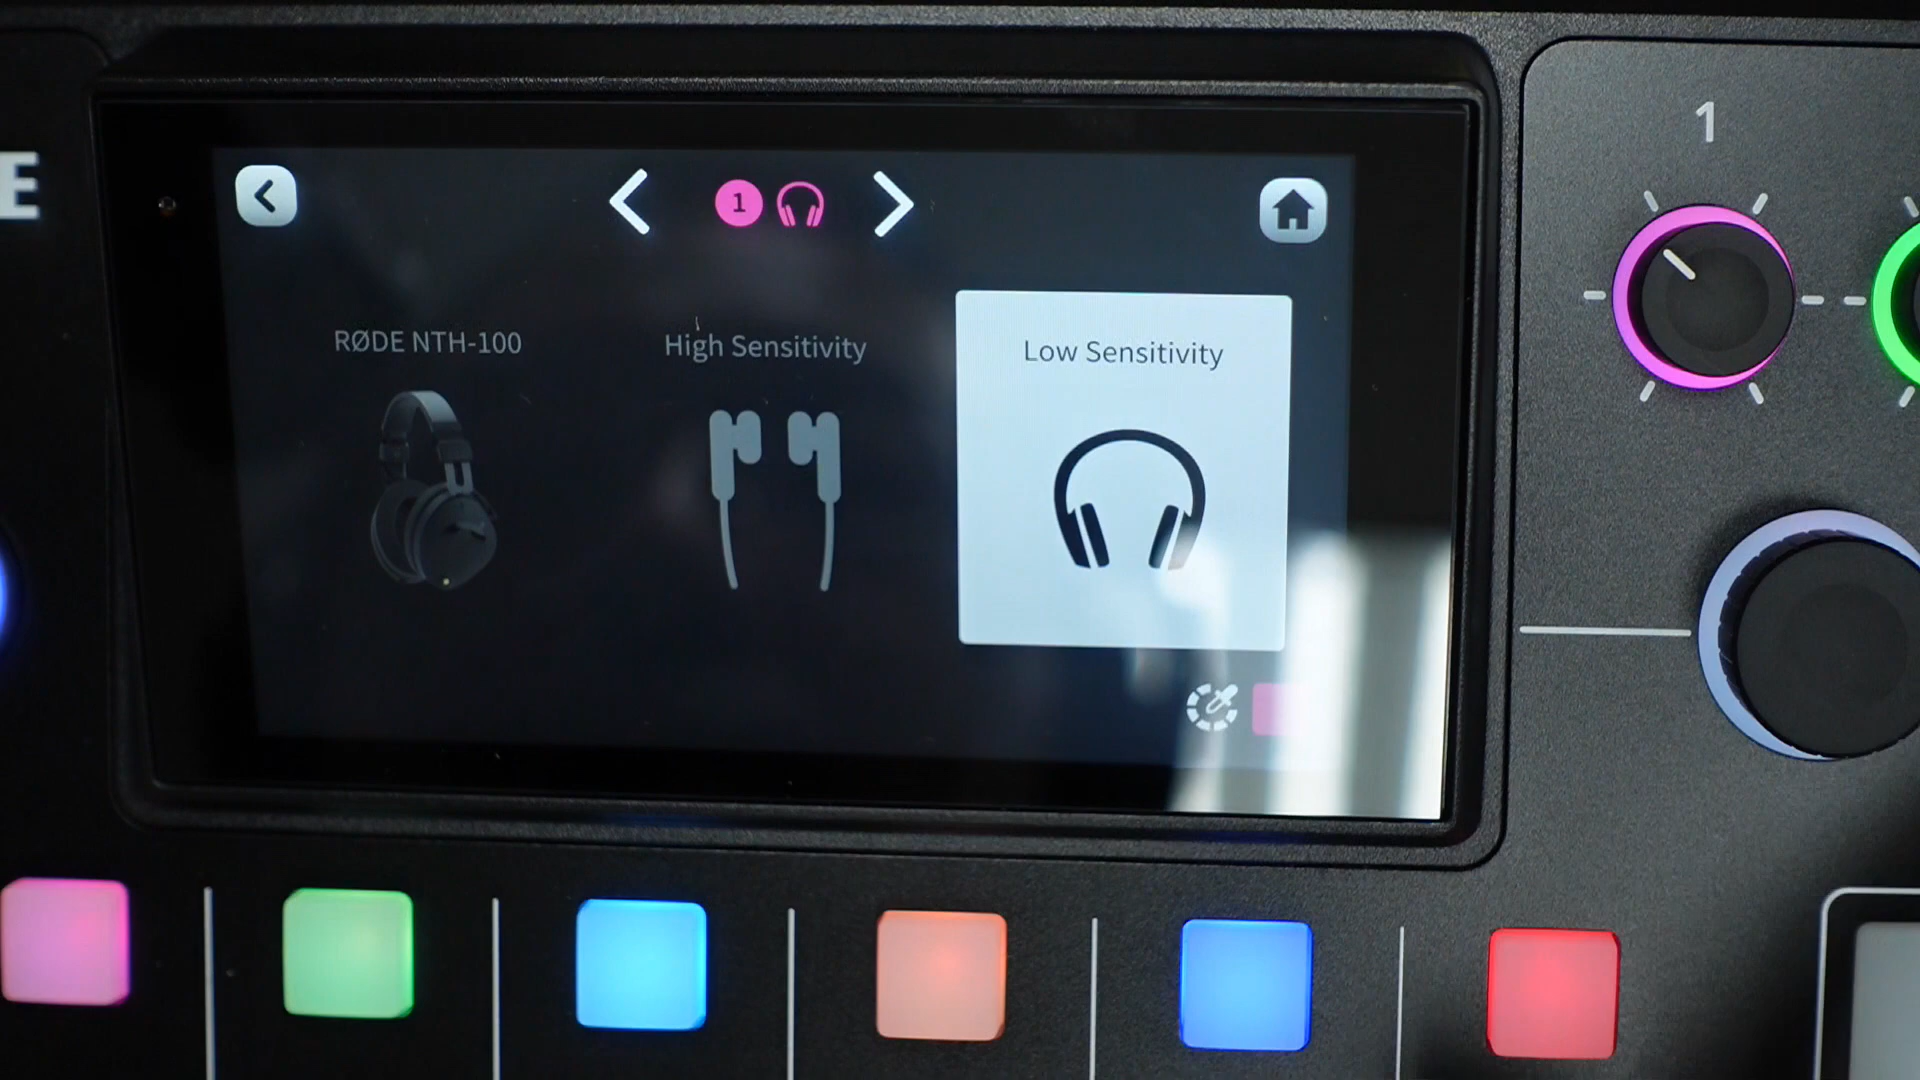 1
1
RØDE NTH-100
High Sensitivity
Low Sensitivity
E